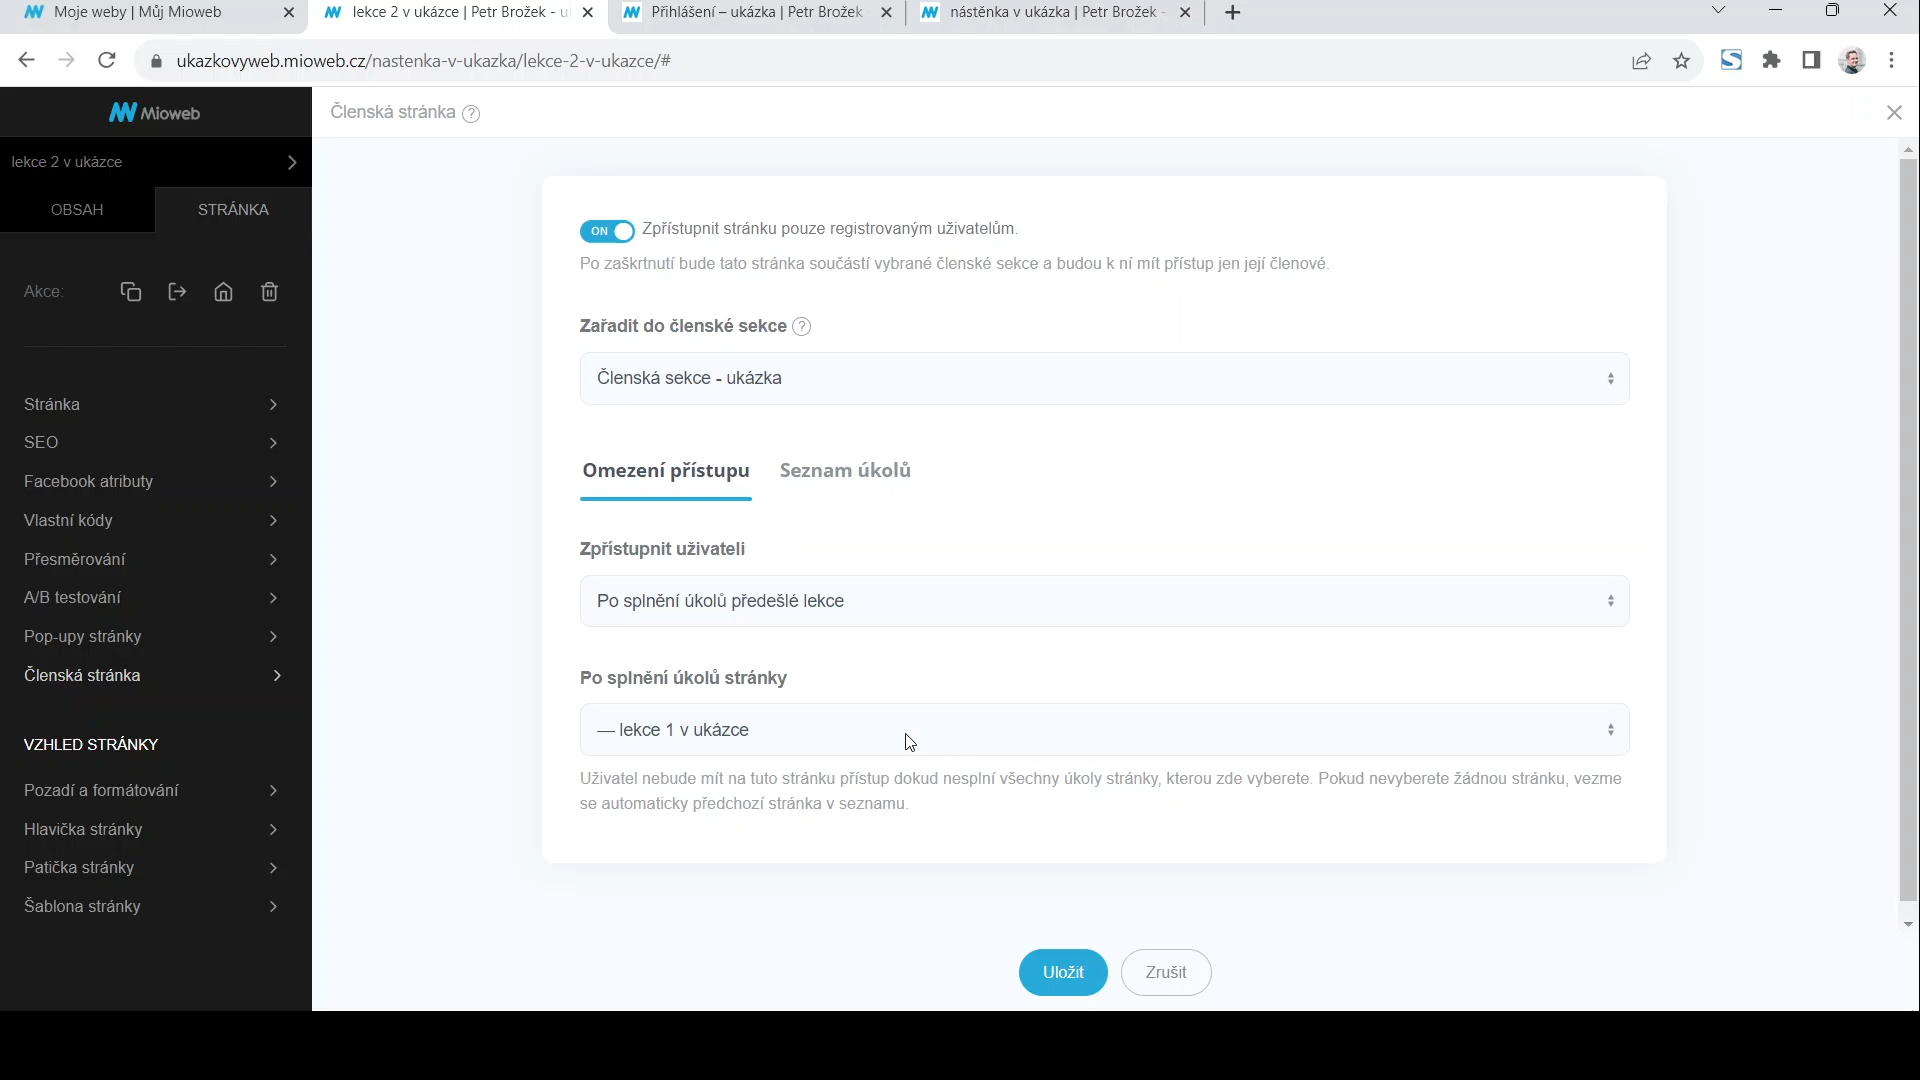 Moje weby | Můj Mioweb
lekce 2 v ukázce | Petr Brožek - u
Přihlášení – ukázka | Petr Brožek
nástěnka v ukázka | Petr Brožek -
ukazkovyweb.mioweb.cz/nastenka-v-ukazka/lekce-2-v-ukazce/#
Mioweb
Členská stránka
lekce 2 v ukázce
OBSAH
STRÁNKA
Akce:
Stránka
SEO
Facebook atributy
Vlastní kódy
Přesměrování
A/B testování
Pop-upy stránky
Členská stránka
VZHLED STRÁNKY
Pozadí a formátování
Hlavička stránky
Patička stránky
Šablona stránky
ON Zpřístupnit stránku pouze registrovaným uživatelům.
Po zaškrtnutí bude tato stránka součástí vybrané členské sekce a budou k ní mít přístup jen její členové.
Zařadit do členské sekce ?
Členská sekce - ukázka
Omezení přístupu
Seznam úkolů
Zpřístupnit uživateli
Po splnění úkolů předešlé lekce
Po splnění úkolů stránky
— lekce 1 v ukázce
Uživatel nebude mít na tuto stránku přístup dokud nesplní všechny úkoly stránky, kterou zde vyberete. Pokud nevyberete žádnou stránku, vezme
se automaticky předchozí stránka v seznamu.
Uložit
Zrušit